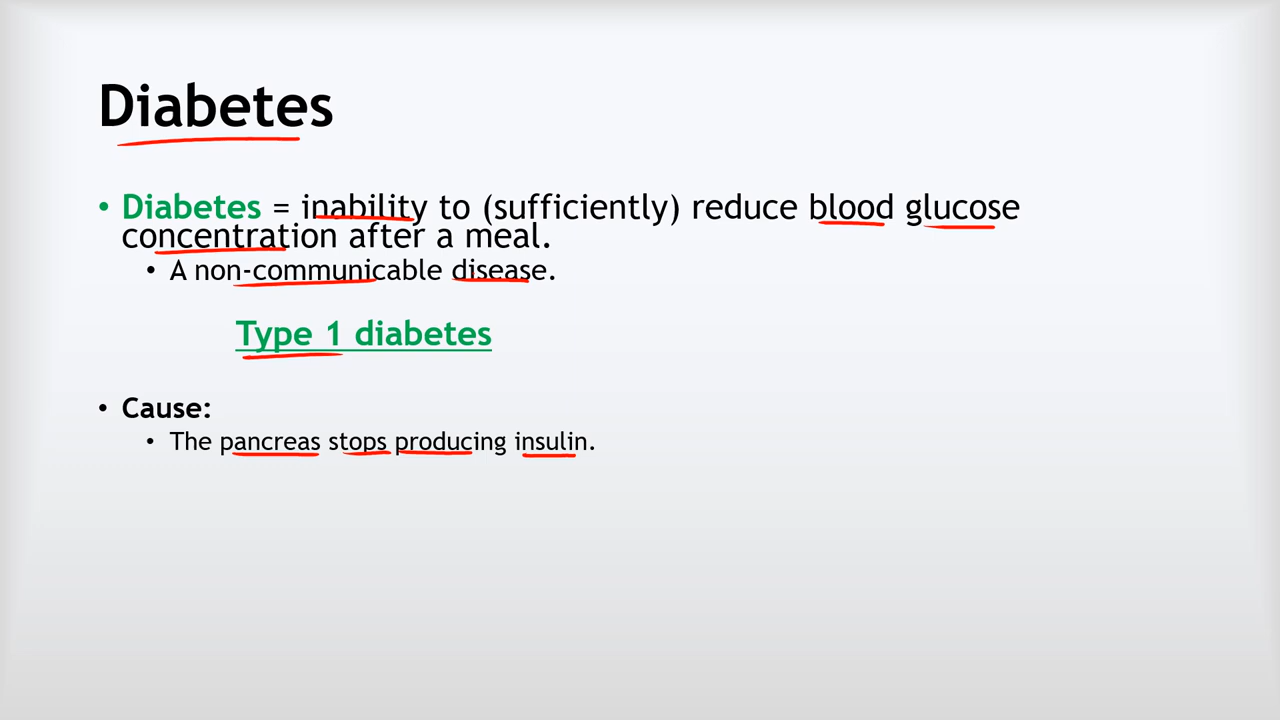 Diabetes
• Diabetes = inability to (sufficiently) reduce blood glucose
concentration after a meal.
• A non-communicable disease.
Type 1 diabetes
• Cause:
• The pancreas stops producing insulin.